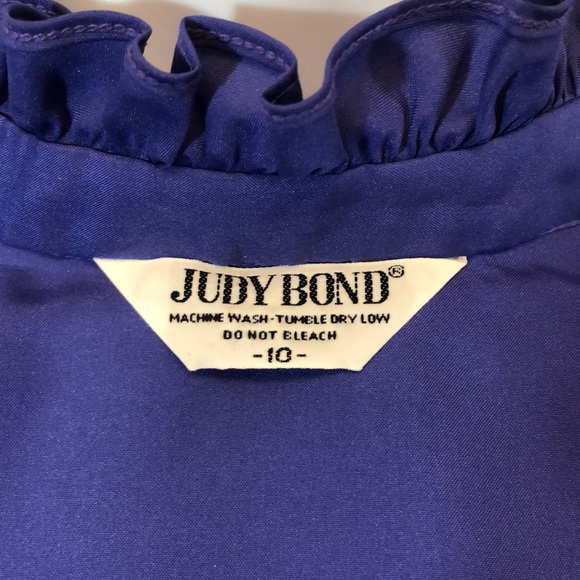 JUDY BOND®
MACHINE WASH-TUMBLE DRY LOW
DO NOT BLEACH
-10-